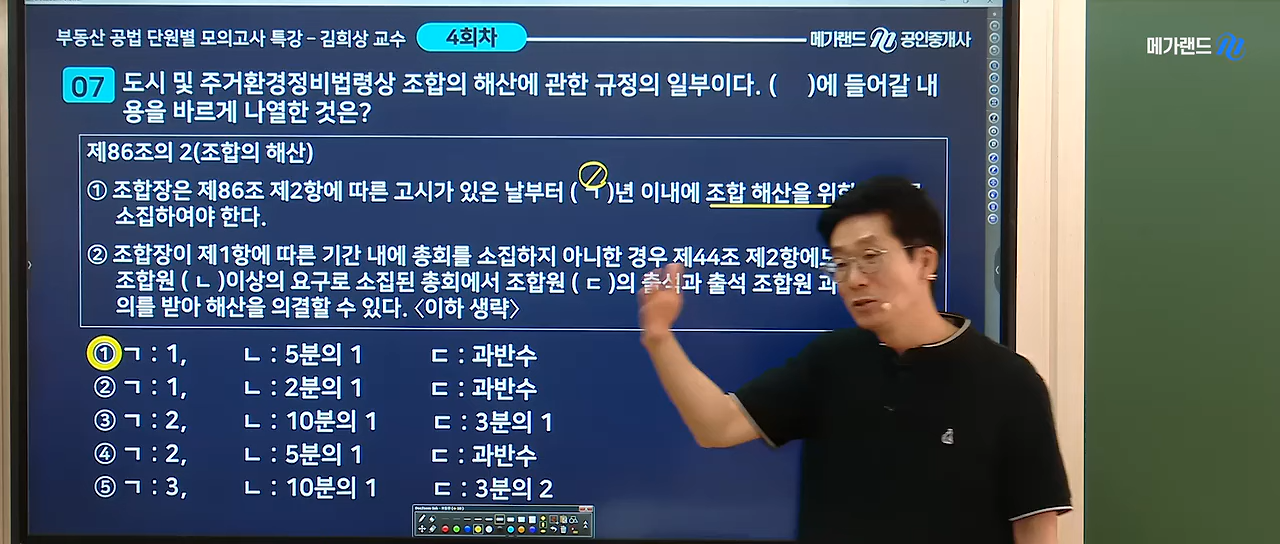 부동산 공법 단원별 모의고사 특강 – 김희상 교수
4회차
메가랜드 공인중개사
메가랜드
07 도시 및 주거환경정비법령상 조합의 해산에 관한 규정의 일부이다. (    )에 들어갈 내
용을 바르게 나열한 것은?
제86조의 2(조합의 해산)
① 조합장은 제86조 제2항에 따른 고시가 있은 날부터 ( ㄱ )년 이내에 조합 해산을
소집하여야 한다.
② 조합장이 제1항에 따른 기간 내에 총회를 소집하지 아니한 경우 제44조 제2항에도
조합원 ( ㄴ )이상의 요구로 소집된 총회에서 조합원 ( ㄷ )의 출석과 출석 조합원
의를 받아 해산을 의결할 수 있다. <이하 생략>
① ㄱ : 1, ㄴ : 5분의 1 ㄷ : 과반수
② ㄱ : 1, ㄴ : 2분의 1 ㄷ : 과반수
③ ㄱ : 2, ㄴ : 10분의 1 ㄷ : 3분의 1
④ ㄱ : 2, ㄴ : 5분의 1 ㄷ : 과반수
⑤ ㄱ : 3, ㄴ : 10분의 1 ㄷ : 3분의 2